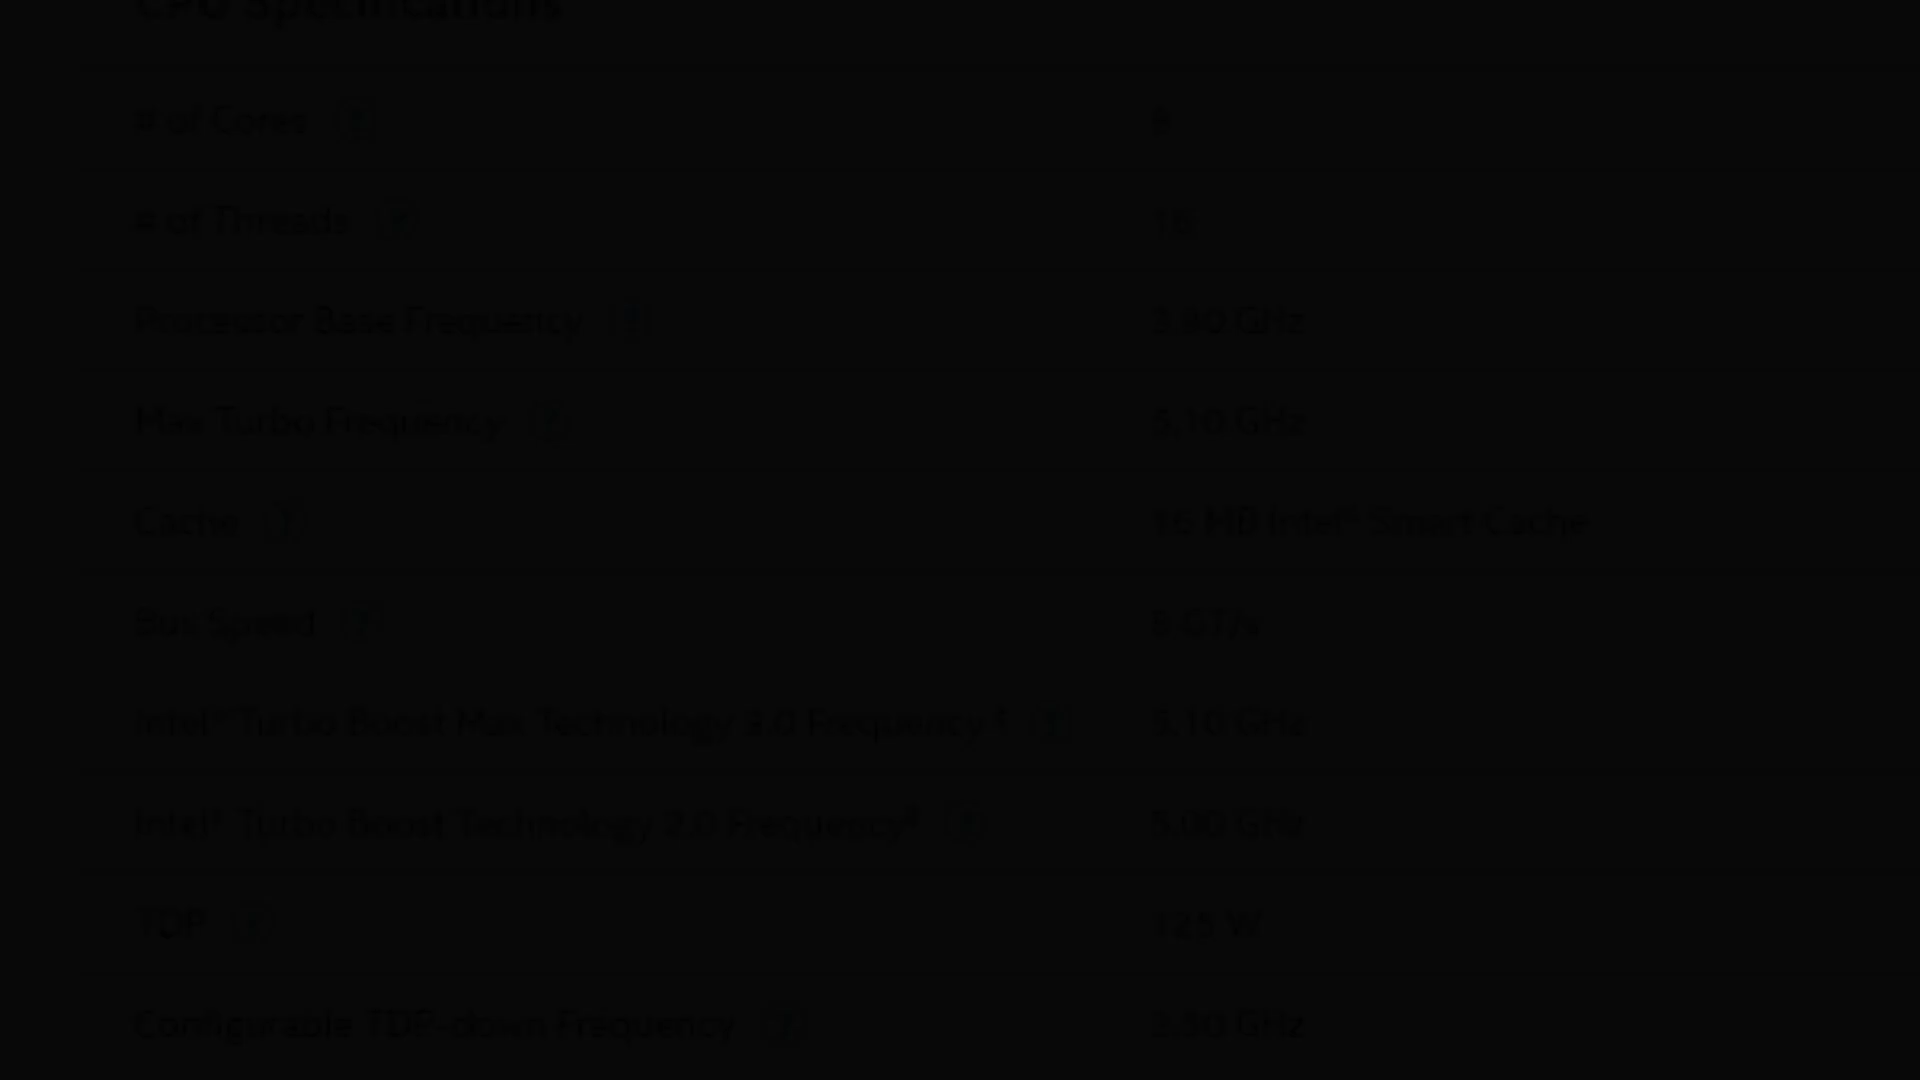 CPU Specifications
# of Cores 8
# of Threads 16
Processor Base Frequency 3.80 GHz
Max Turbo Frequency 5.10 GHz
Cache 16 MB Intel® Smart Cache
Bus Speed 8 GT/s
Intel® Turbo Boost Max Technology 3.0 Frequency ‡ 5.10 GHz
Intel® Turbo Boost Technology 2.0 Frequency‡ 5.00 GHz
TDP 125 W
Configurable TDP-down Frequency 3.50 GHz